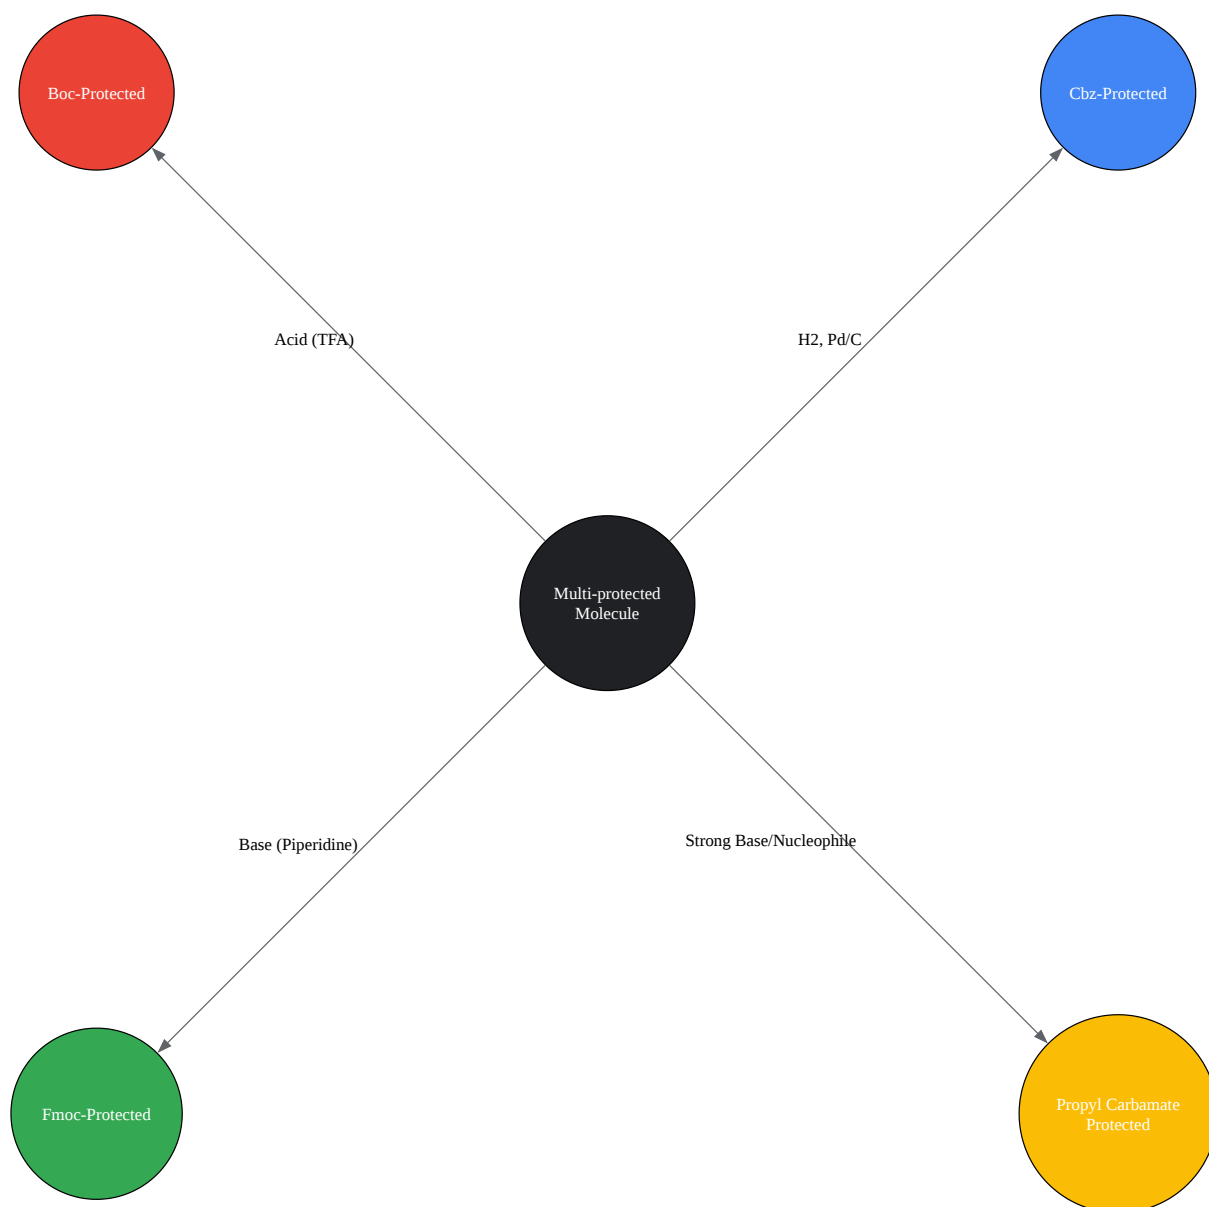 Boc-Protected
Cbz-Protected
Acid (TFA)
H2, Pd/C
Multi-protected
Molecule
Base (Piperidine)
Strong Base/Nucleophile
Fmoc-Protected
Propyl Carbamate
Protected